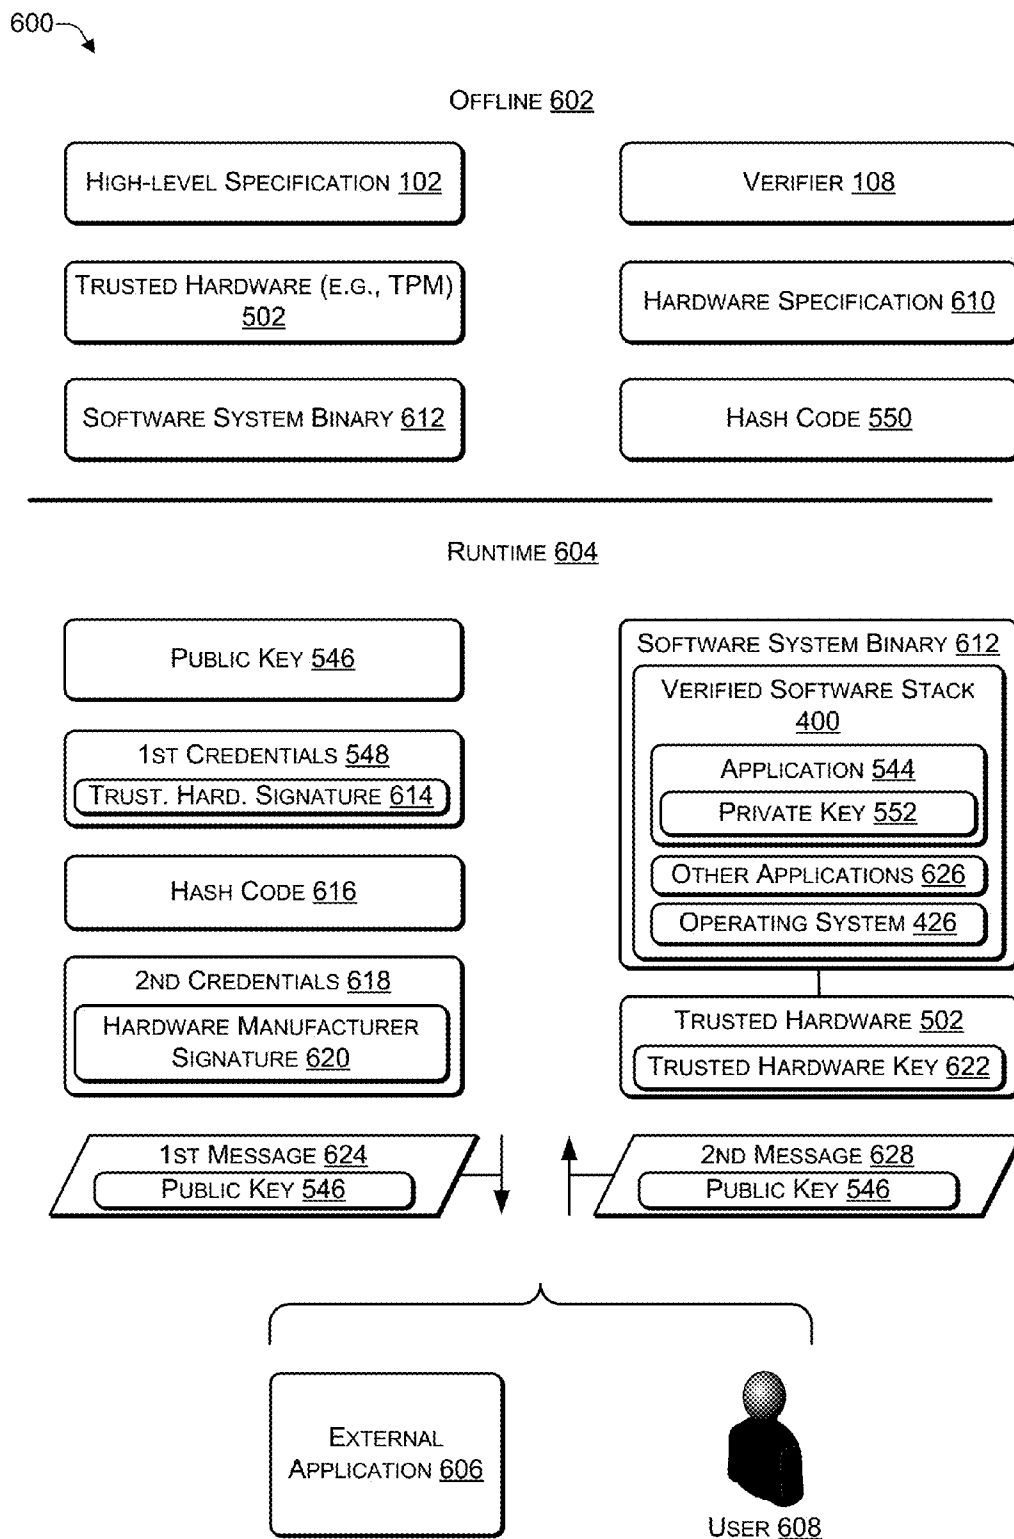 600
OFFLINE 602
HIGH-LEVEL SPECIFICATION 102
VERIFIER 108
TRUSTED HARDWARE (E.G., TPM)
502
HARDWARE SPECIFICATION 610
SOFTWARE SYSTEM BINARY 612
HASH CODE 550
RUNTIME 604
PUBLIC KEY 546
1ST CREDENTIALS 548
TRUST. HARD. SIGNATURE 614
HASH CODE 616
2ND CREDENTIALS 618
HARDWARE MANUFACTURER
SIGNATURE 620
SOFTWARE SYSTEM BINARY 612
VERIFIED SOFTWARE STACK
400
APPLICATION 544
PRIVATE KEY 552
OTHER APPLICATIONS 626
OPERATING SYSTEM 426
TRUSTED HARDWARE 502
TRUSTED HARDWARE KEY 622
1ST MESSAGE 624
PUBLIC KEY 546
2ND MESSAGE 628
PUBLIC KEY 546
EXTERNAL
APPLICATION 606
USER 608